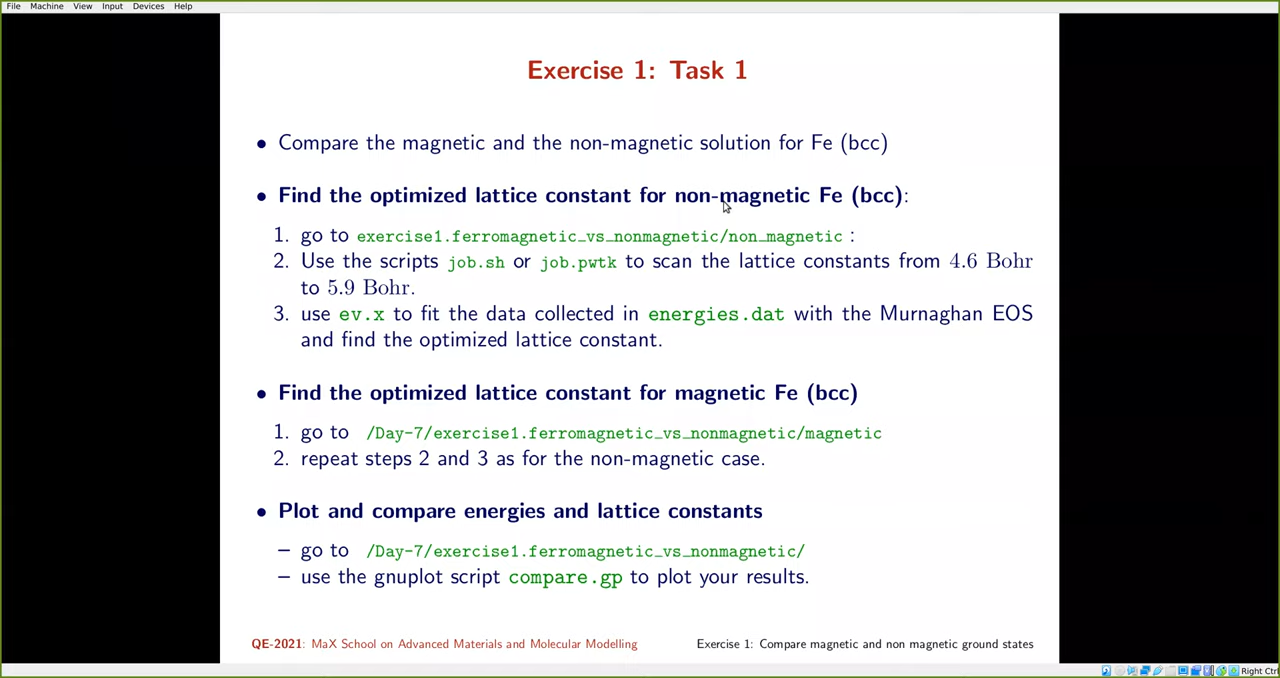 File Machine View Input Devices Help
Exercise 1: Task 1
• Compare the magnetic and the non-magnetic solution for Fe (bcc)
• Find the optimized lattice constant for non-magnetic Fe (bcc):
1. go to exercise1.ferromagnetic_vs_nonmagnetic/non_magnetic :
2. Use the scripts job.sh or job.pwtk to scan the lattice constants from 4.6 Bohr
to 5.9 Bohr.
3. use ev.x to fit the data collected in energies.dat with the Murnaghan EOS
and find the optimized lattice constant.
• Find the optimized lattice constant for magnetic Fe (bcc)
1. go to /Day-7/exercise1.ferromagnetic_vs_nonmagnetic/magnetic
2. repeat steps 2 and 3 as for the non-magnetic case.
• Plot and compare energies and lattice constants
– go to /Day-7/exercise1.ferromagnetic_vs_nonmagnetic/
– use the gnuplot script compare.gp to plot your results.
QE-2021: MaX School on Advanced Materials and Molecular Modelling
Exercise 1: Compare magnetic and non magnetic ground states
Right Ctrl